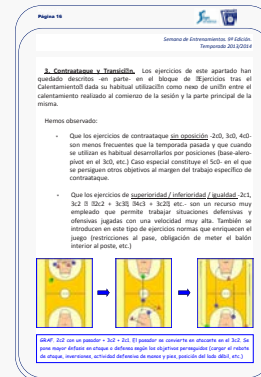 Página 16
Semana de Entrenamientos. 9ª Edición.
Temporada 2013/2014
3. Contraataque y Transición. Los ejercicios de este apartado han
quedado descritos -en parte- en el bloque de Ejercicios tras el
Calentamiento dada su habitual utilización como nexo de unión entre el
calentamiento realizado al comienzo de la sesión y la parte principal de la
misma.
Hemos observado:
- Que los ejercicios de contraataque sin oposición -2c0, 3c0, 4c0-
son menos frecuentes que la temporada pasada y que cuando
se utilizan es habitual desarrollarlos por posiciones (base-alero-
pívot en el 3c0, etc.) Caso especial constituye el 5c0- en el que
se persiguen otros objetivos al margen del trabajo específico de
contraataque.
- Que los ejercicios de superioridad / inferioridad / igualdad -2c1,
3c2 2c2 + 3c3, 4c3 + 3c2, etc.- son un recurso muy
empleado que permite trabajar situaciones defensivas y
ofensivas jugadas con una velocidad muy alta. También se
introducen en este tipo de ejercicios normas que enriquecen el
juego (restricciones al pase, obligación de meter el balón
interior al poste, etc.)
GRAF. 2c2 con un pasador + 3c2 + 2c1. El pasador se convierte en atacante en el 3c2. Se
pone mayor énfasis en ataque o defensa según los objetivos perseguidos (cargar el rebote
de ataque, inversiones, actividad defensiva de manos y pies, posición del lado débil, etc.)